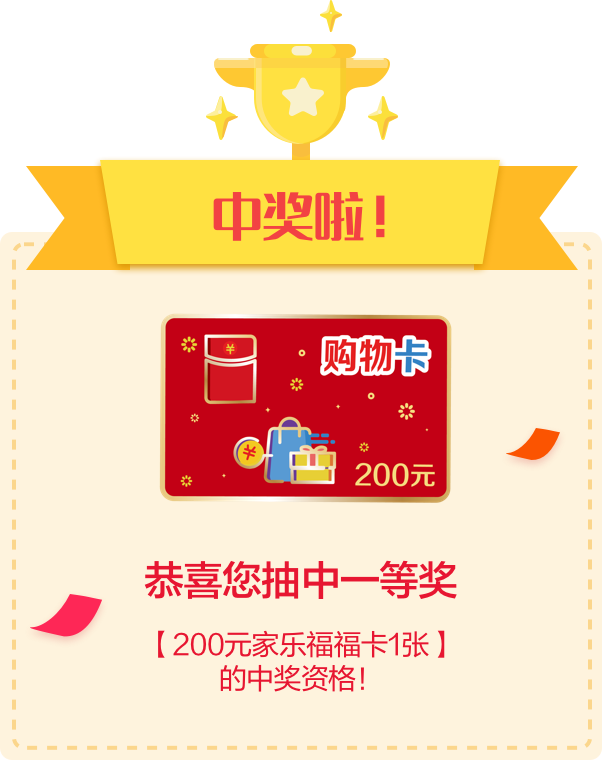 中奖啦！
¥
购物卡
¥
200元
恭喜您抽中一等奖
【200元家乐福福卡1张】
的中奖资格！